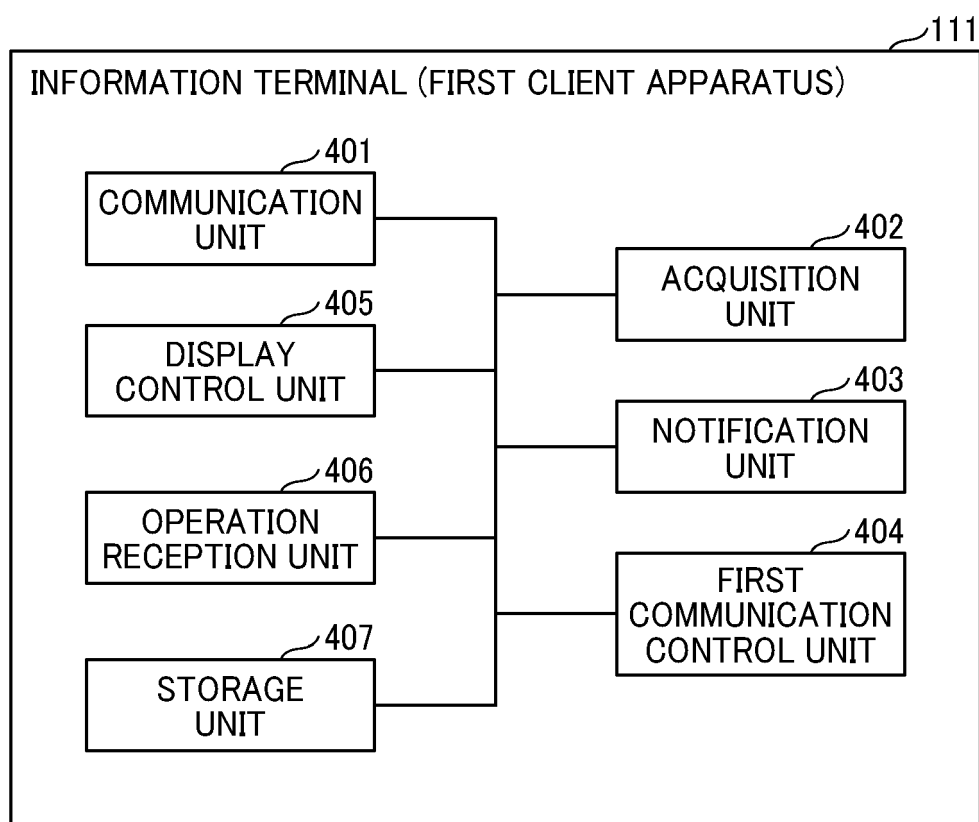 111
INFORMATION TERMINAL (FIRST CLIENT APPARATUS)
401
COMMUNICATION
UNIT
402
ACQUISITION
UNIT
405
DISPLAY
CONTROL UNIT
403
NOTIFICATION
UNIT
406
OPERATION
RECEPTION UNIT
404
FIRST
COMMUNICATION
CONTROL UNIT
407
STORAGE
UNIT